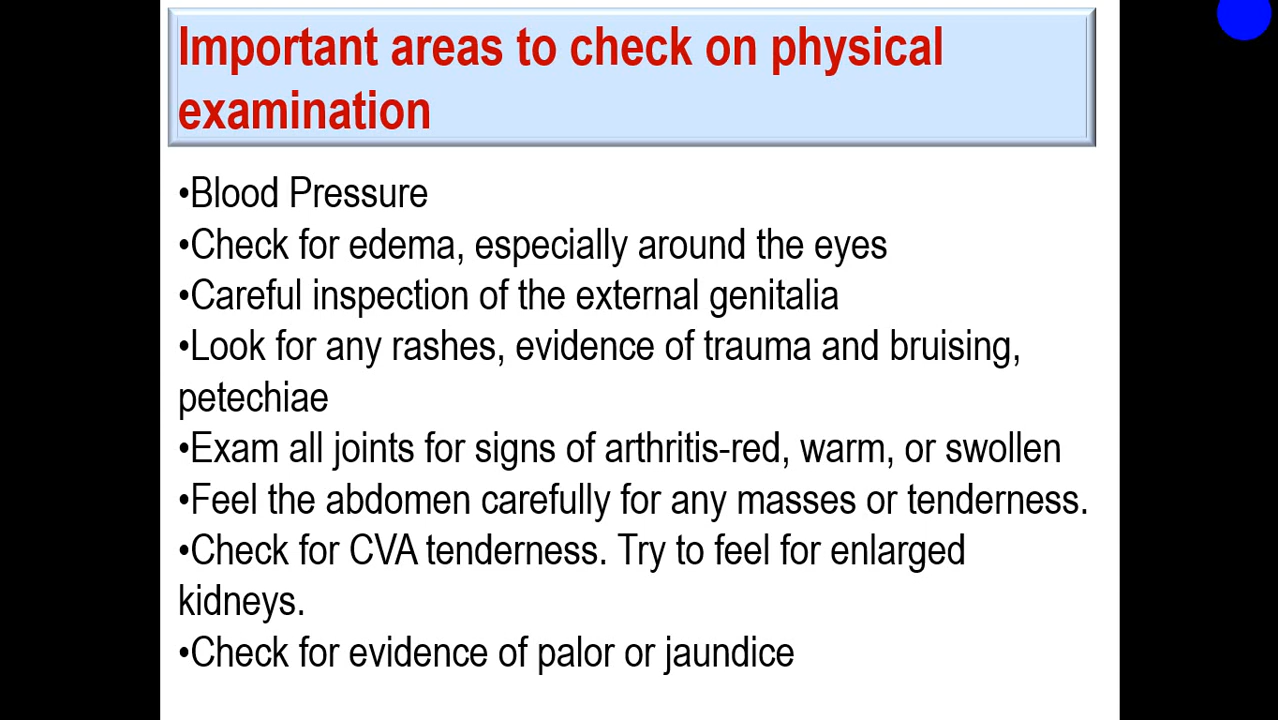 Important areas to check on physical
examination
•Blood Pressure
•Check for edema, especially around the eyes
•Careful inspection of the external genitalia
•Look for any rashes, evidence of trauma and bruising,
petechiae
•Exam all joints for signs of arthritis-red, warm, or swollen
•Feel the abdomen carefully for any masses or tenderness.
•Check for CVA tenderness. Try to feel for enlarged
kidneys.
•Check for evidence of palor or jaundice